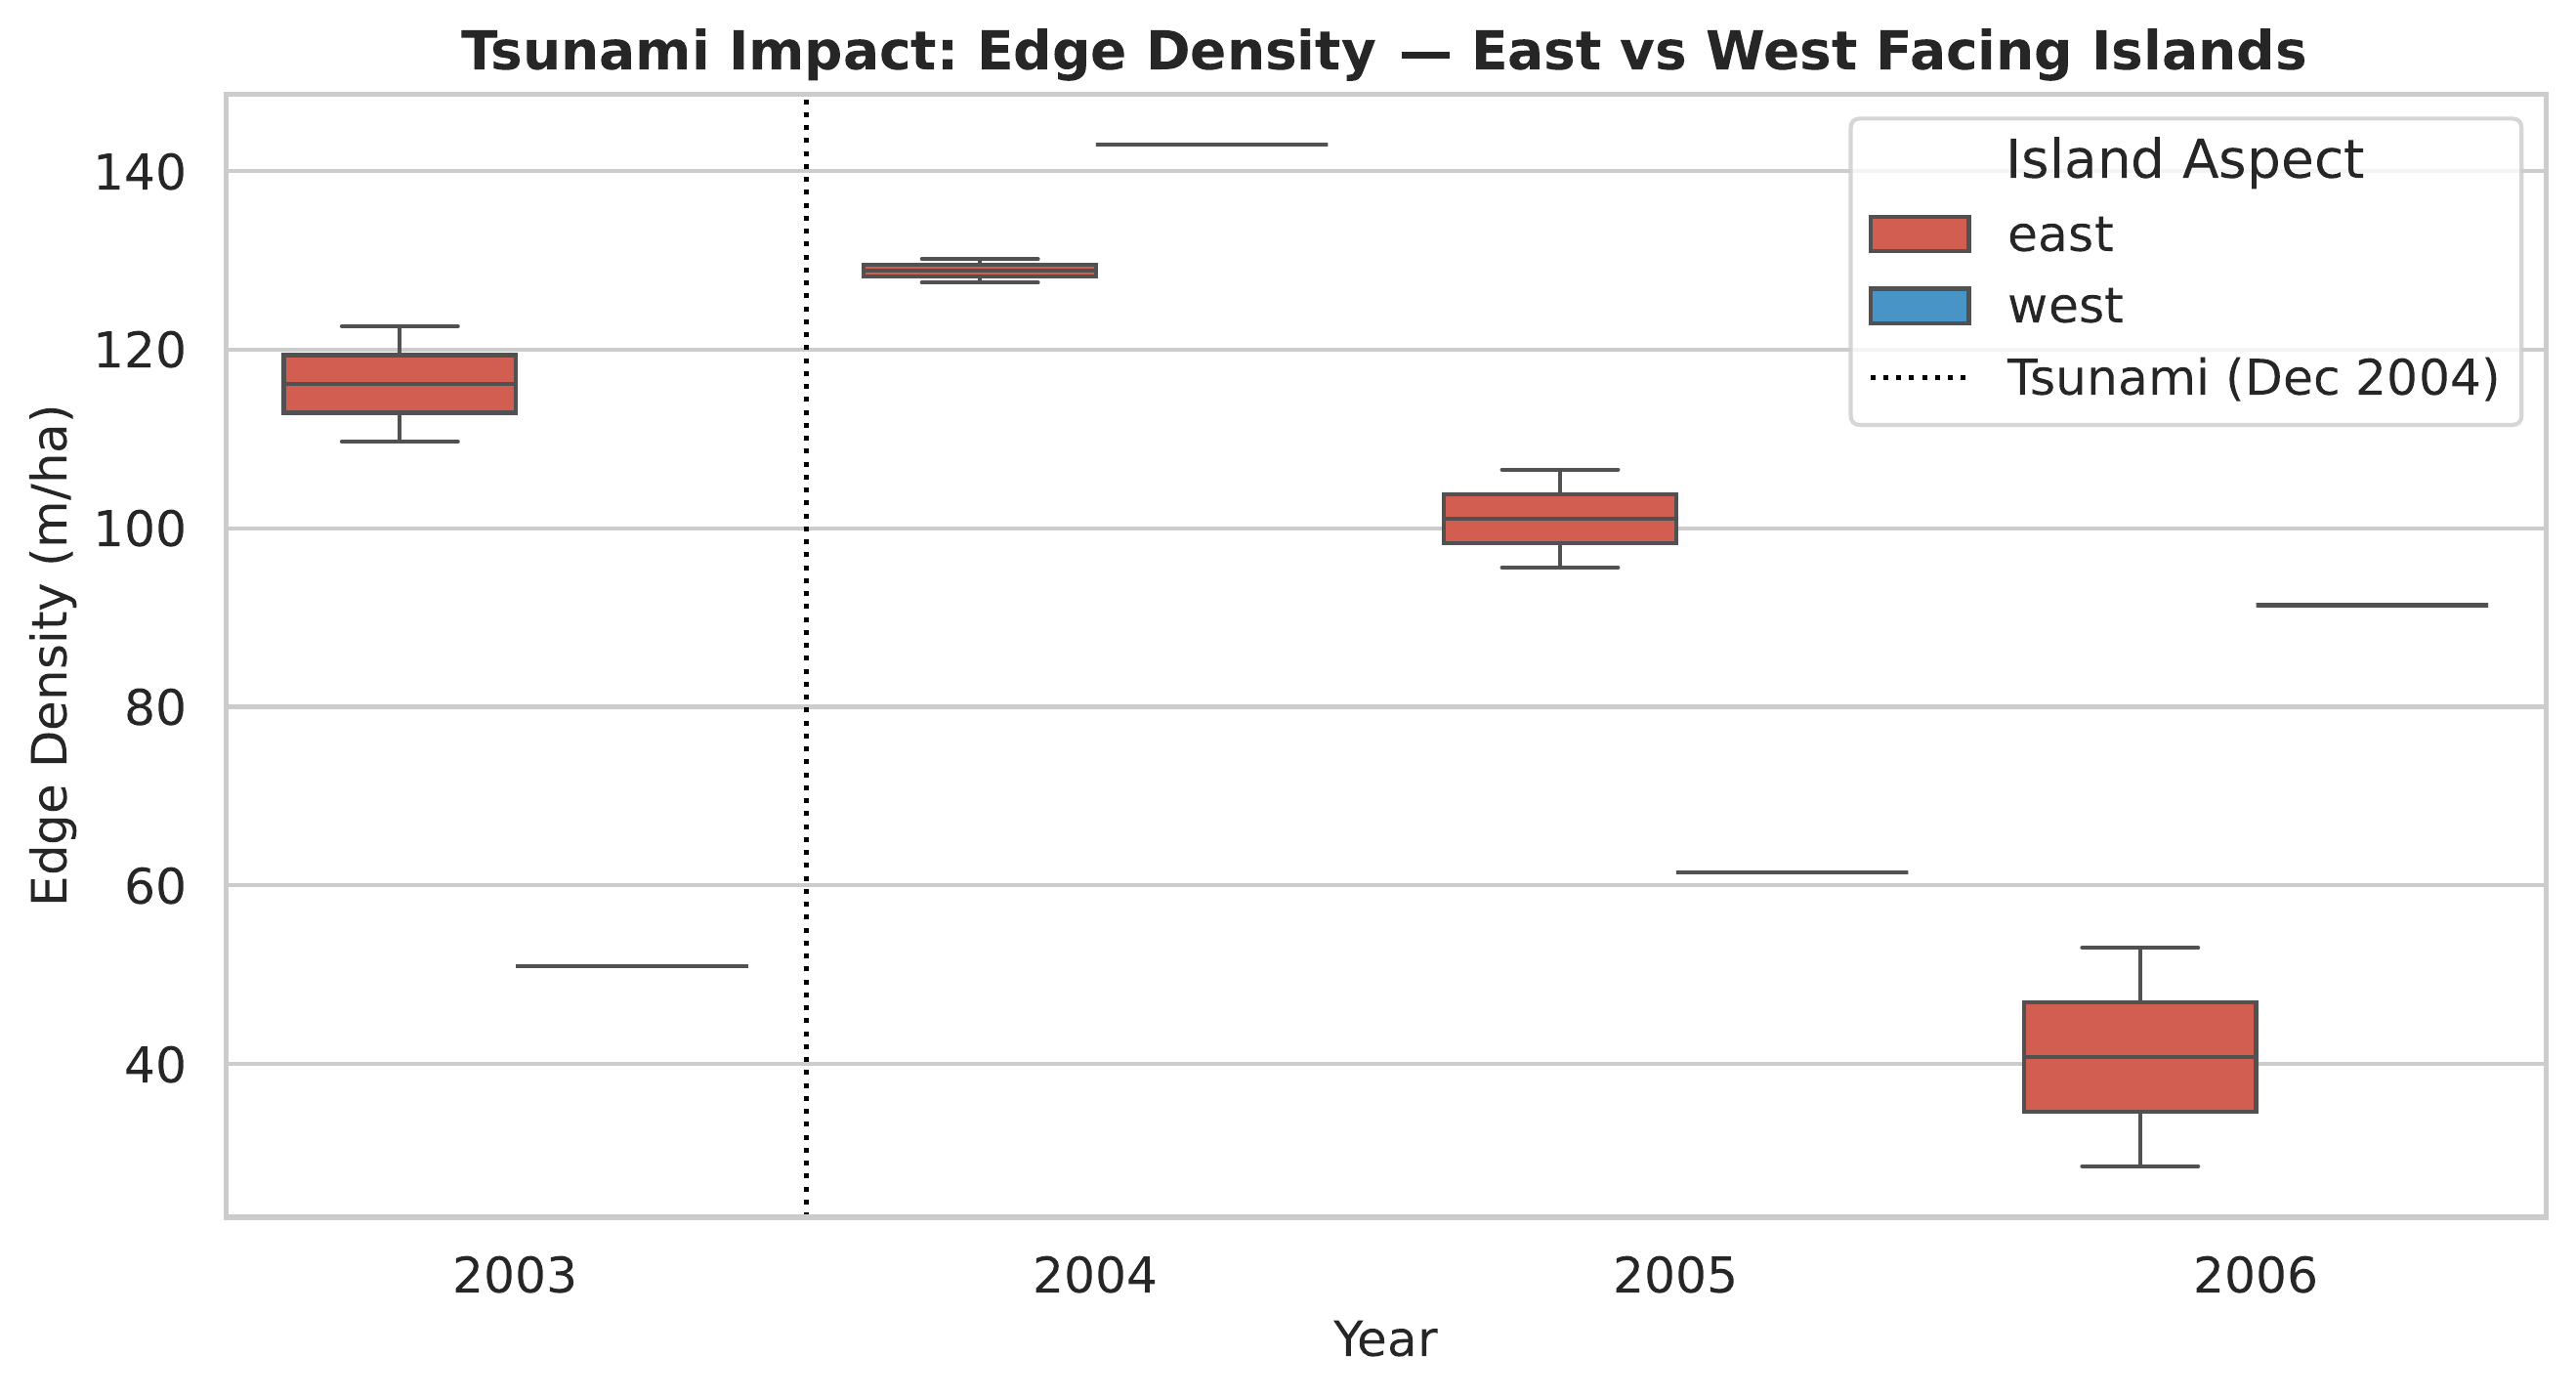 Tsunami Impact: Edge Density — East vs West Facing Islands
Edge Density (m/ha)
140
120
100
80
60
40
Island Aspect
east
west
Tsunami (Dec 2004)
2003
2004
2005
2006
Year